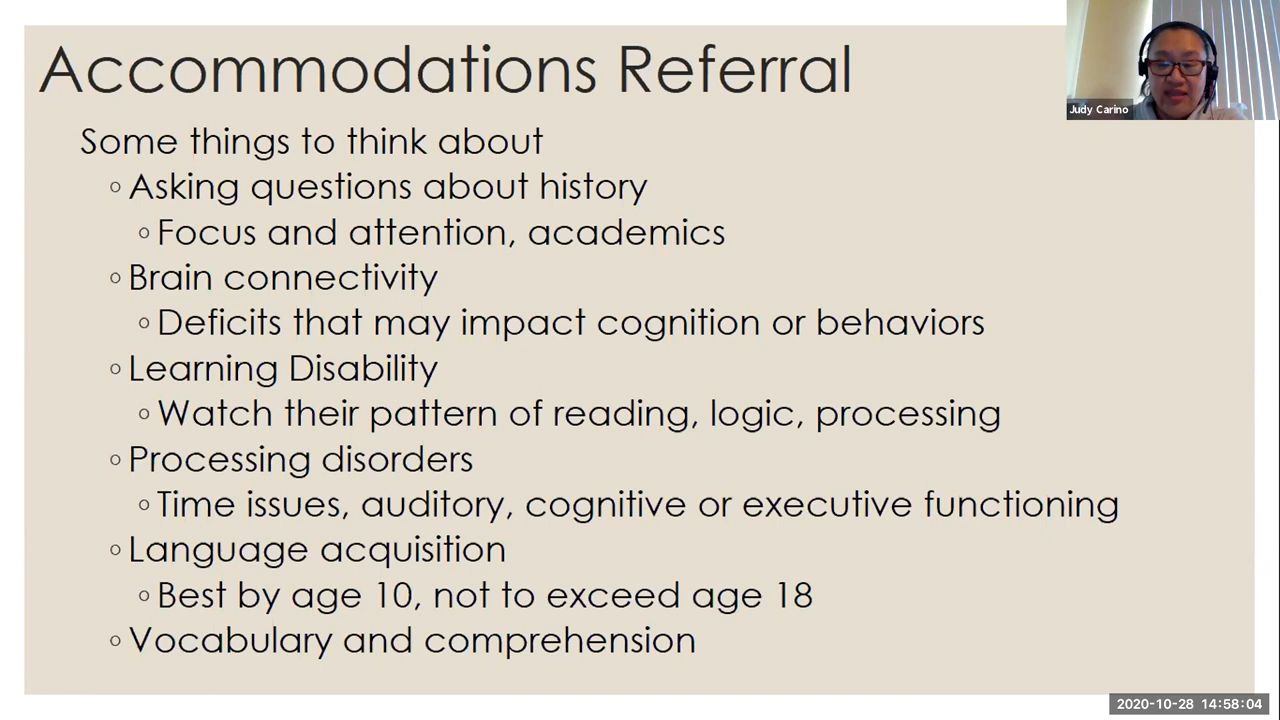 Accommodations Referral
Judy Carino
Some things to think about
◦ Asking questions about history
◦ Focus and attention, academics
◦ Brain connectivity
◦ Deficits that may impact cognition or behaviors
◦ Learning Disability
◦ Watch their pattern of reading, logic, processing
◦ Processing disorders
◦ Time issues, auditory, cognitive or executive functioning
◦ Language acquisition
◦ Best by age 10, not to exceed age 18
◦ Vocabulary and comprehension
2020-10-28 14:58:04